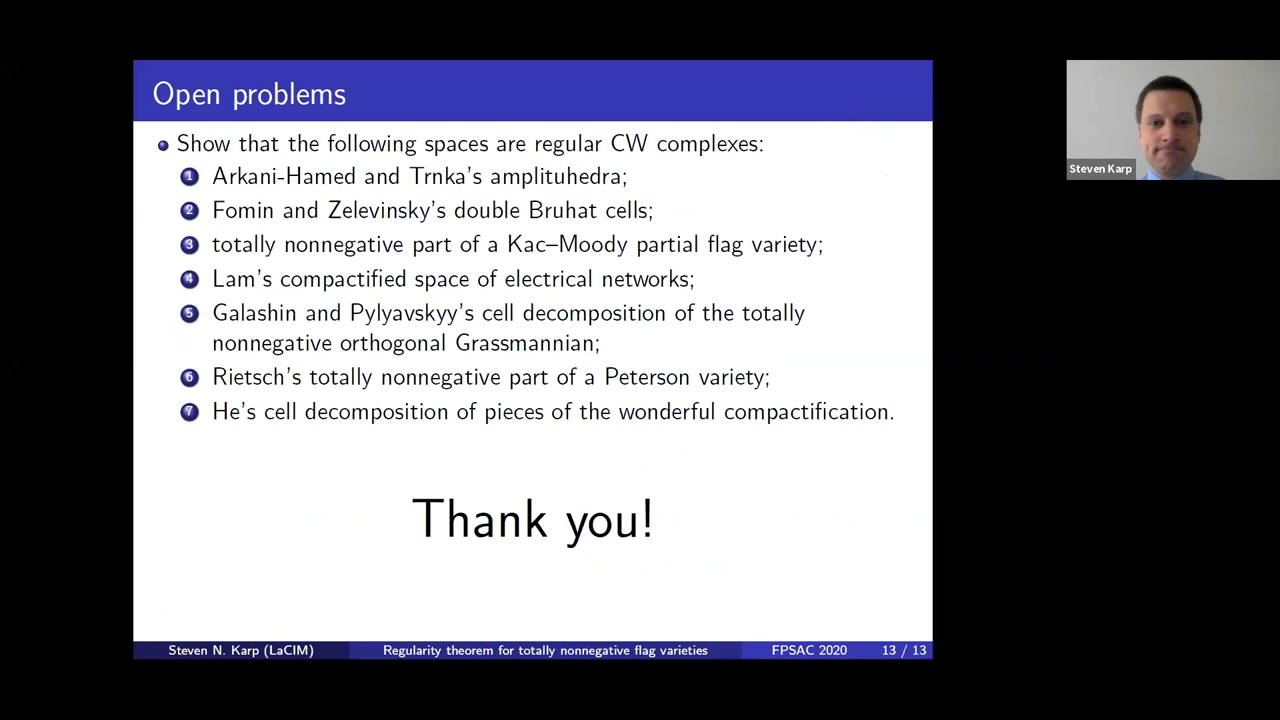 Open problems
Show that the following spaces are regular CW complexes:
1 Arkani-Hamed and Trnka's amplituhedra;
2 Fomin and Zelevinsky's double Bruhat cells;
3 totally nonnegative part of a Kac–Moody partial flag variety;
4 Lam's compactified space of electrical networks;
5 Galashin and Pylyavskyy's cell decomposition of the totally
nonnegative orthogonal Grassmannian;
6 Rietsch's totally nonnegative part of a Peterson variety;
7 He's cell decomposition of pieces of the wonderful compactification.
Thank you!
Steven N. Karp (LaCIM) Regularity theorem for totally nonnegative flag varieties FPSAC 2020 13 / 13
Steven Karp